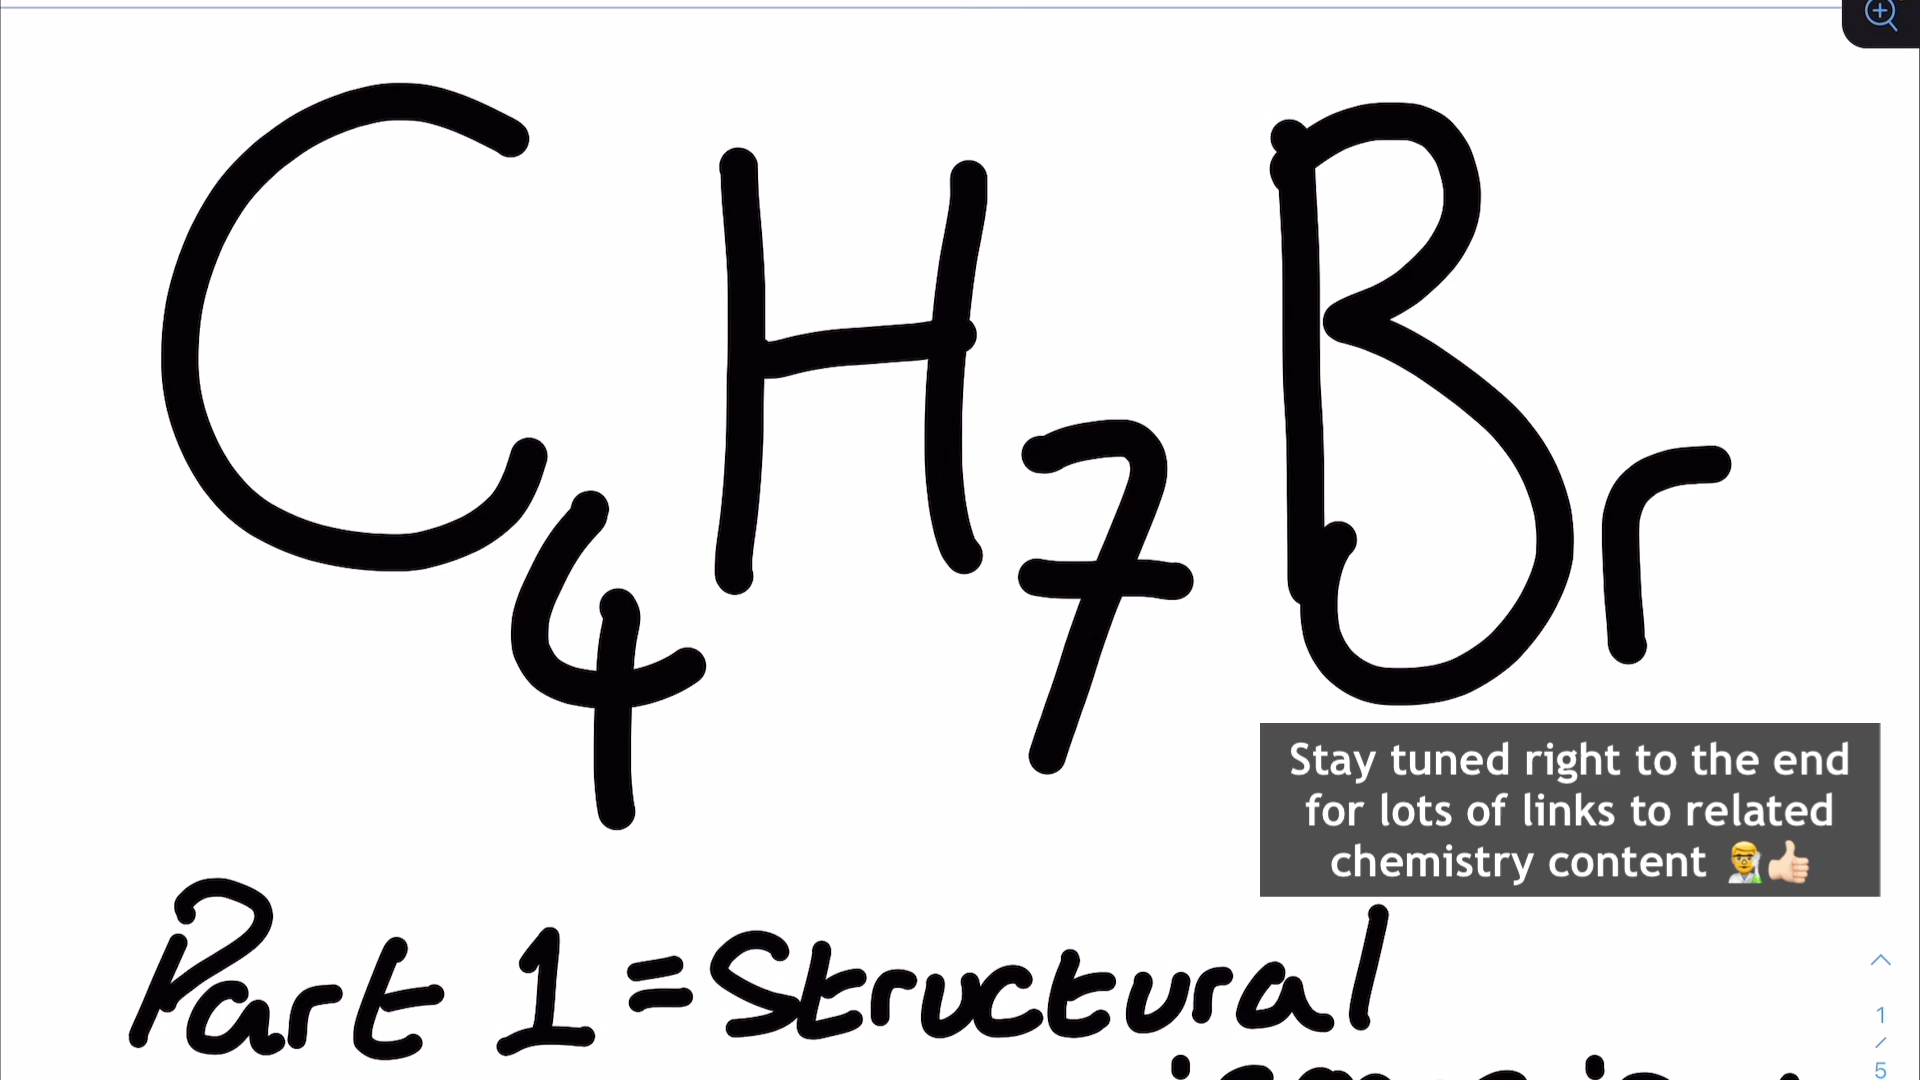 C4H7Br
Stay tuned right to the end
for lots of links to related
chemistry content 👨‍🔬👍🏻
Part 1 = Structural
1
/
5